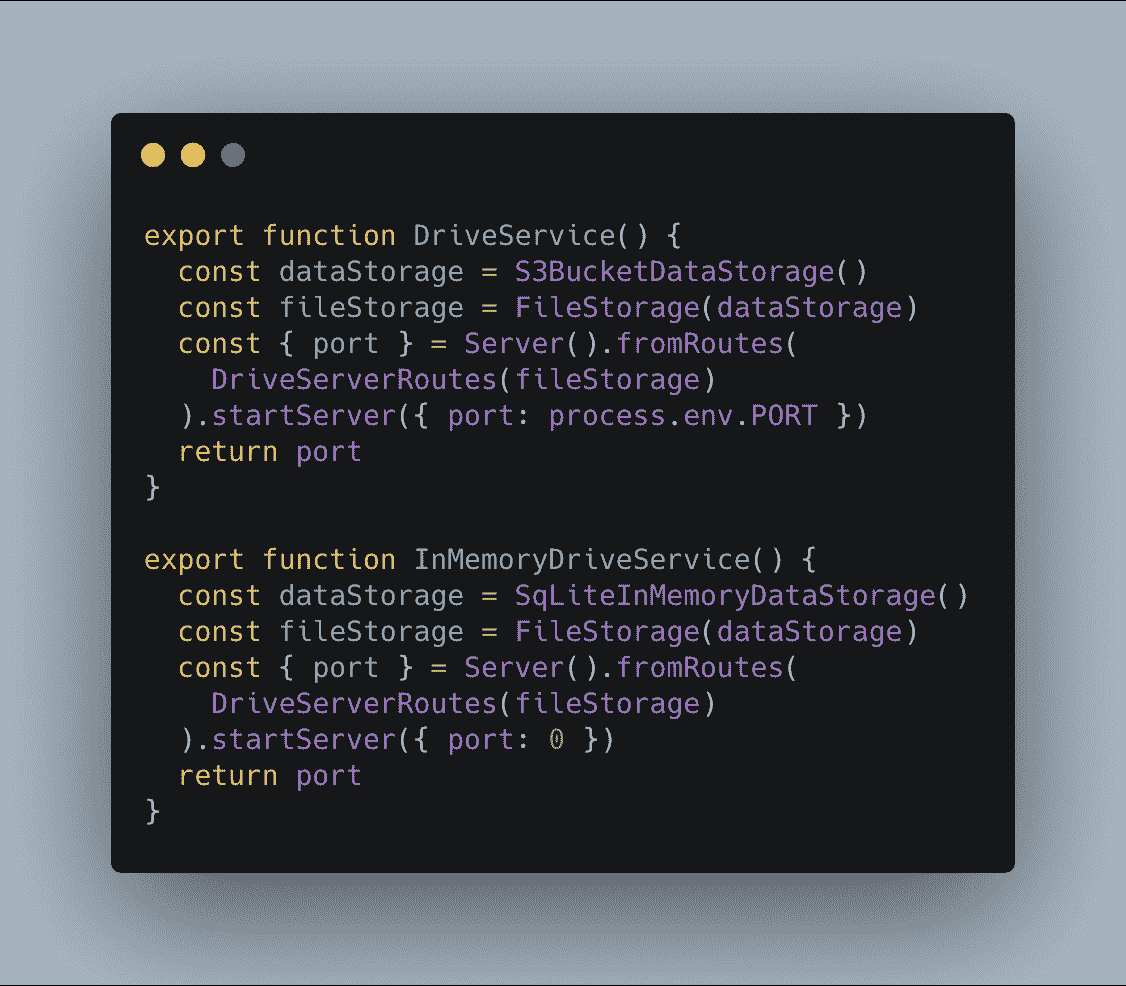 export function DriveService() {
  const dataStorage = S3BucketDataStorage()
  const fileStorage = FileStorage(dataStorage)
  const { port } = Server().fromRoutes(
    DriveServerRoutes(fileStorage)
  ).startServer({ port: process.env.PORT })
  return port
}

export function InMemoryDriveService() {
  const dataStorage = SqLiteInMemoryDataStorage()
  const fileStorage = FileStorage(dataStorage)
  const { port } = Server().fromRoutes(
    DriveServerRoutes(fileStorage)
  ).startServer({ port: 0 })
  return port
}